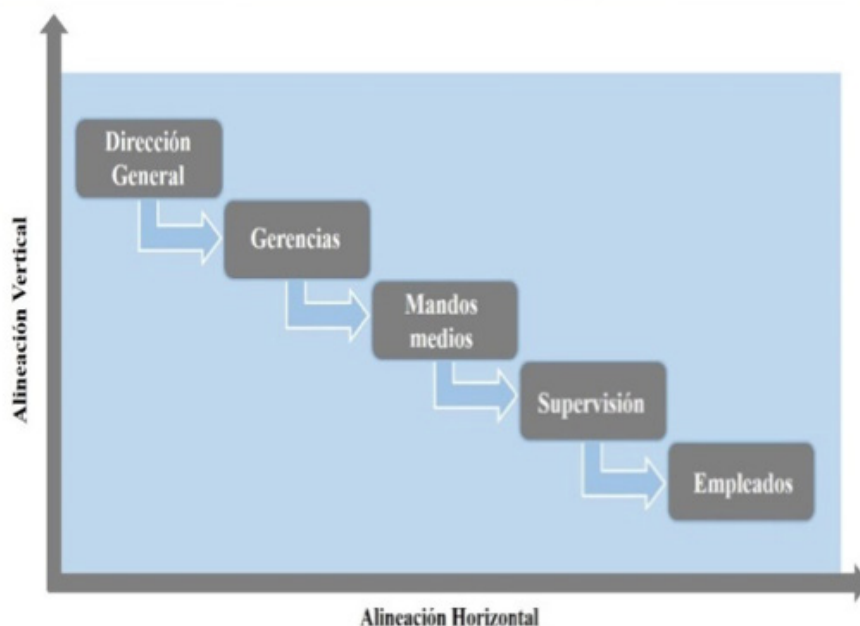 Dirección
General
Gerencias
Mandos
medios
Supervisión
Empleados
Alineación Vertical
Alineación Horizontal